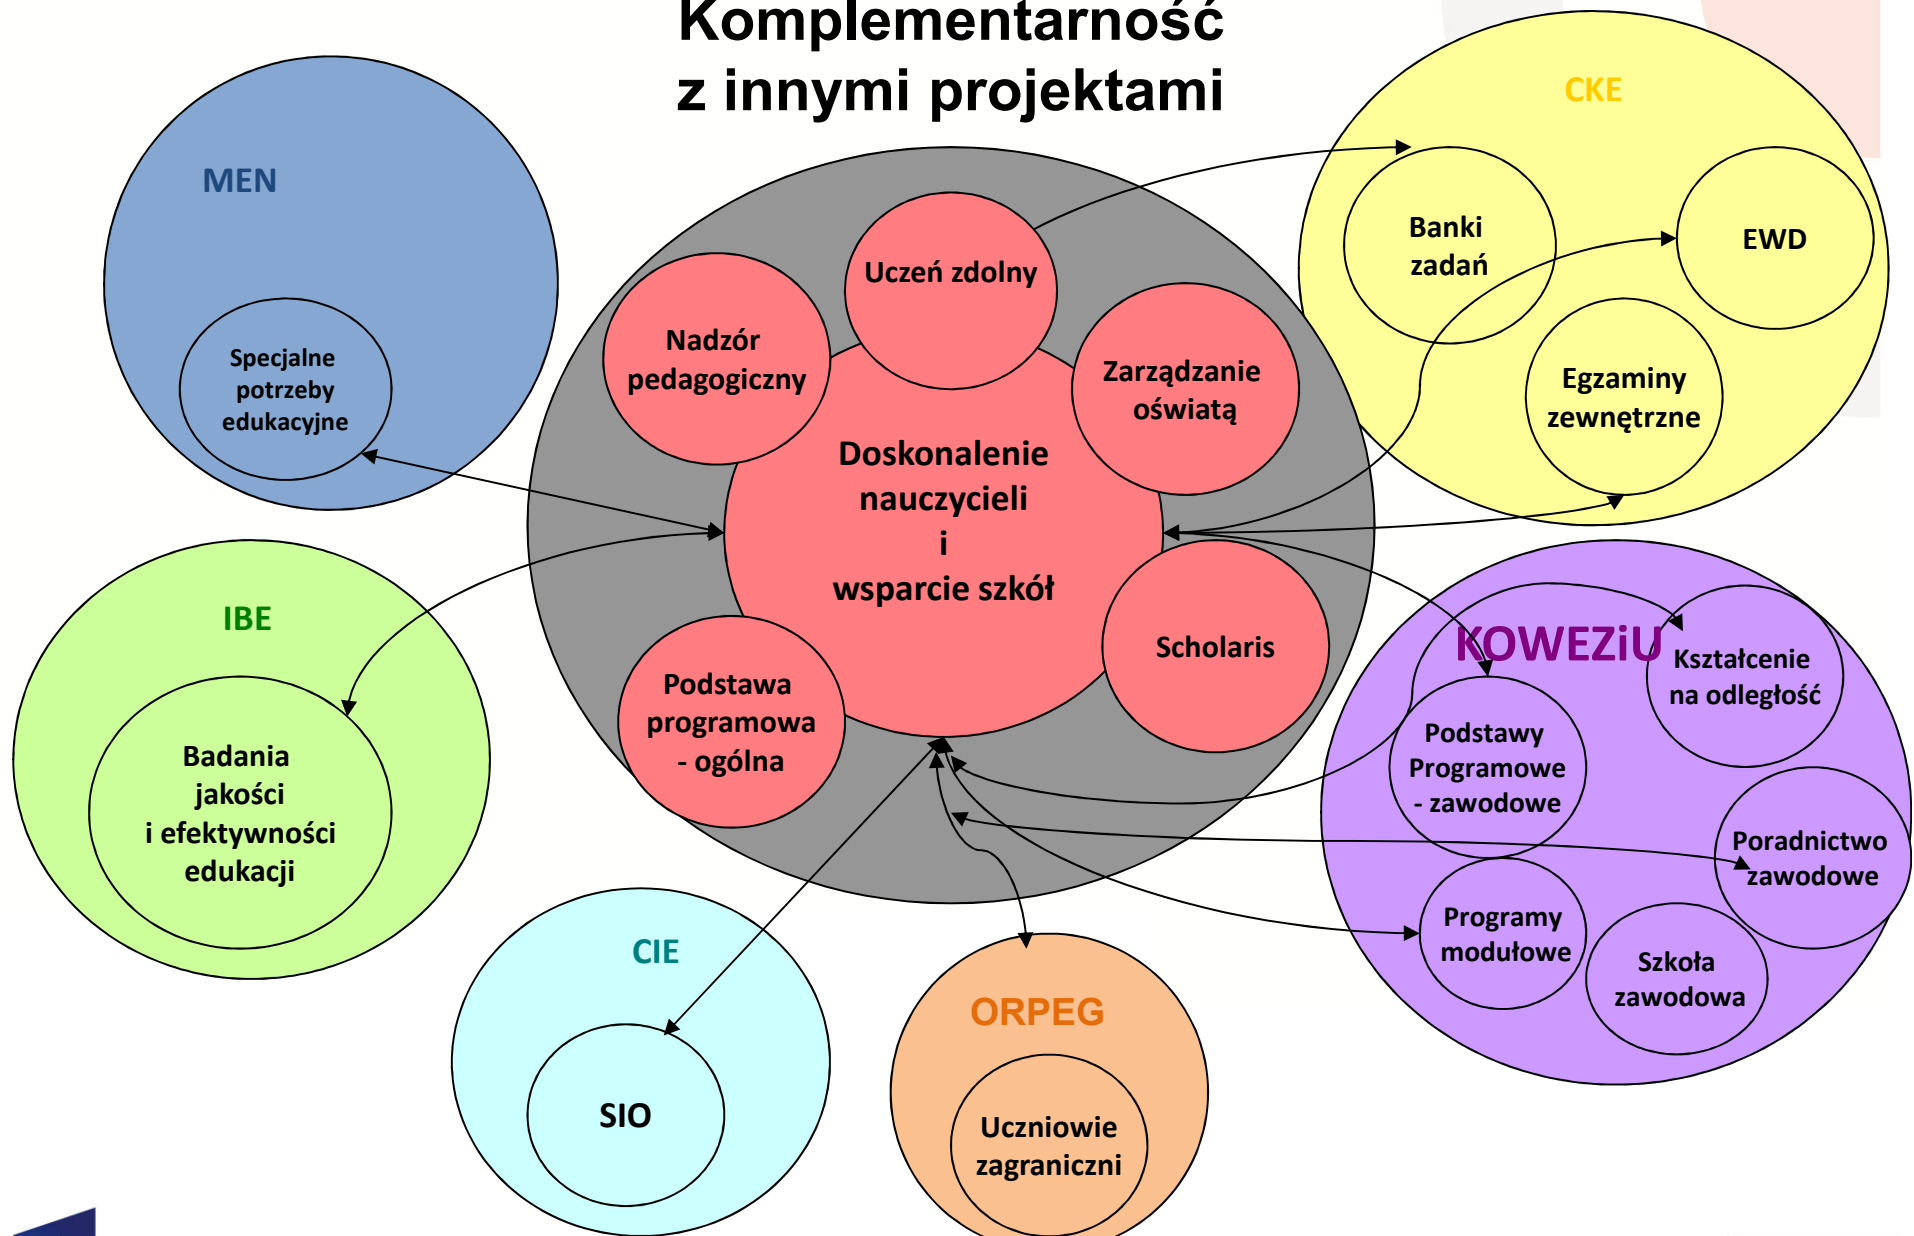 Komplementarność
z innymi projektami
MEN
Specjalne
potrzeby
edukacyjne
IBE
Badania
jakości
i efektywności
edukacji
CIE
SIO
ORPEG
Uczniowie
zagraniczni
Uczeń zdolny
Nadzór
pedagogiczny
Zarządzanie
oświatą
Doskonalenie
nauczycieli
i
wsparcie szkół
Scholaris
Podstawa
programowa
- ogólna
CKE
Banki
zadań
EWD
Egzaminy
zewnętrzne
KOWEZiU
Kształcenie
na odległość
Podstawy
Programowe
- zawodowe
Poradnictwo
zawodowe
Programy
modułowe
Szkoła
zawodowa